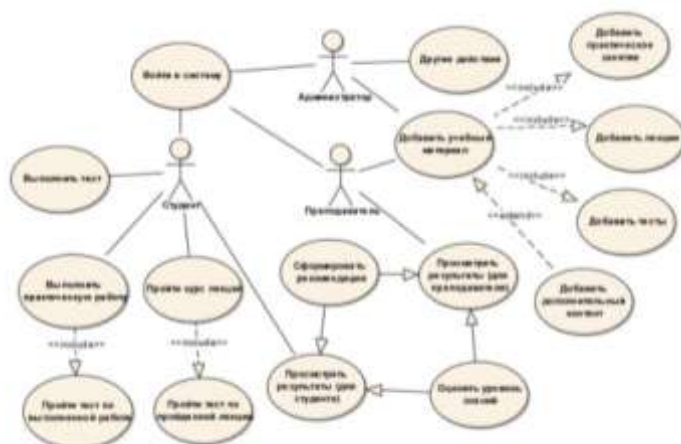 Добавить
практическое
занятие
Войти в систему
Другие действия
Администратор
<<include>>
<<include>>
Добавить учебный
материал
Добавить лекции
Выполнить тест
<<include>>
Студент
Преподаватель
<<extend>>
Добавить тесты
Выполнить
практическую работу
Пройти курс лекций
Сформировать
рекомендации
Просмотреть
результаты (для
преподавателя)
Добавить
дополнительный
контент
<<include>>
<<include>>
Пройти тест по
выполненной работе
Пройти тест по
пройденной лекции
Просмотреть
результаты (для
студента)
Оценить уровень
знаний